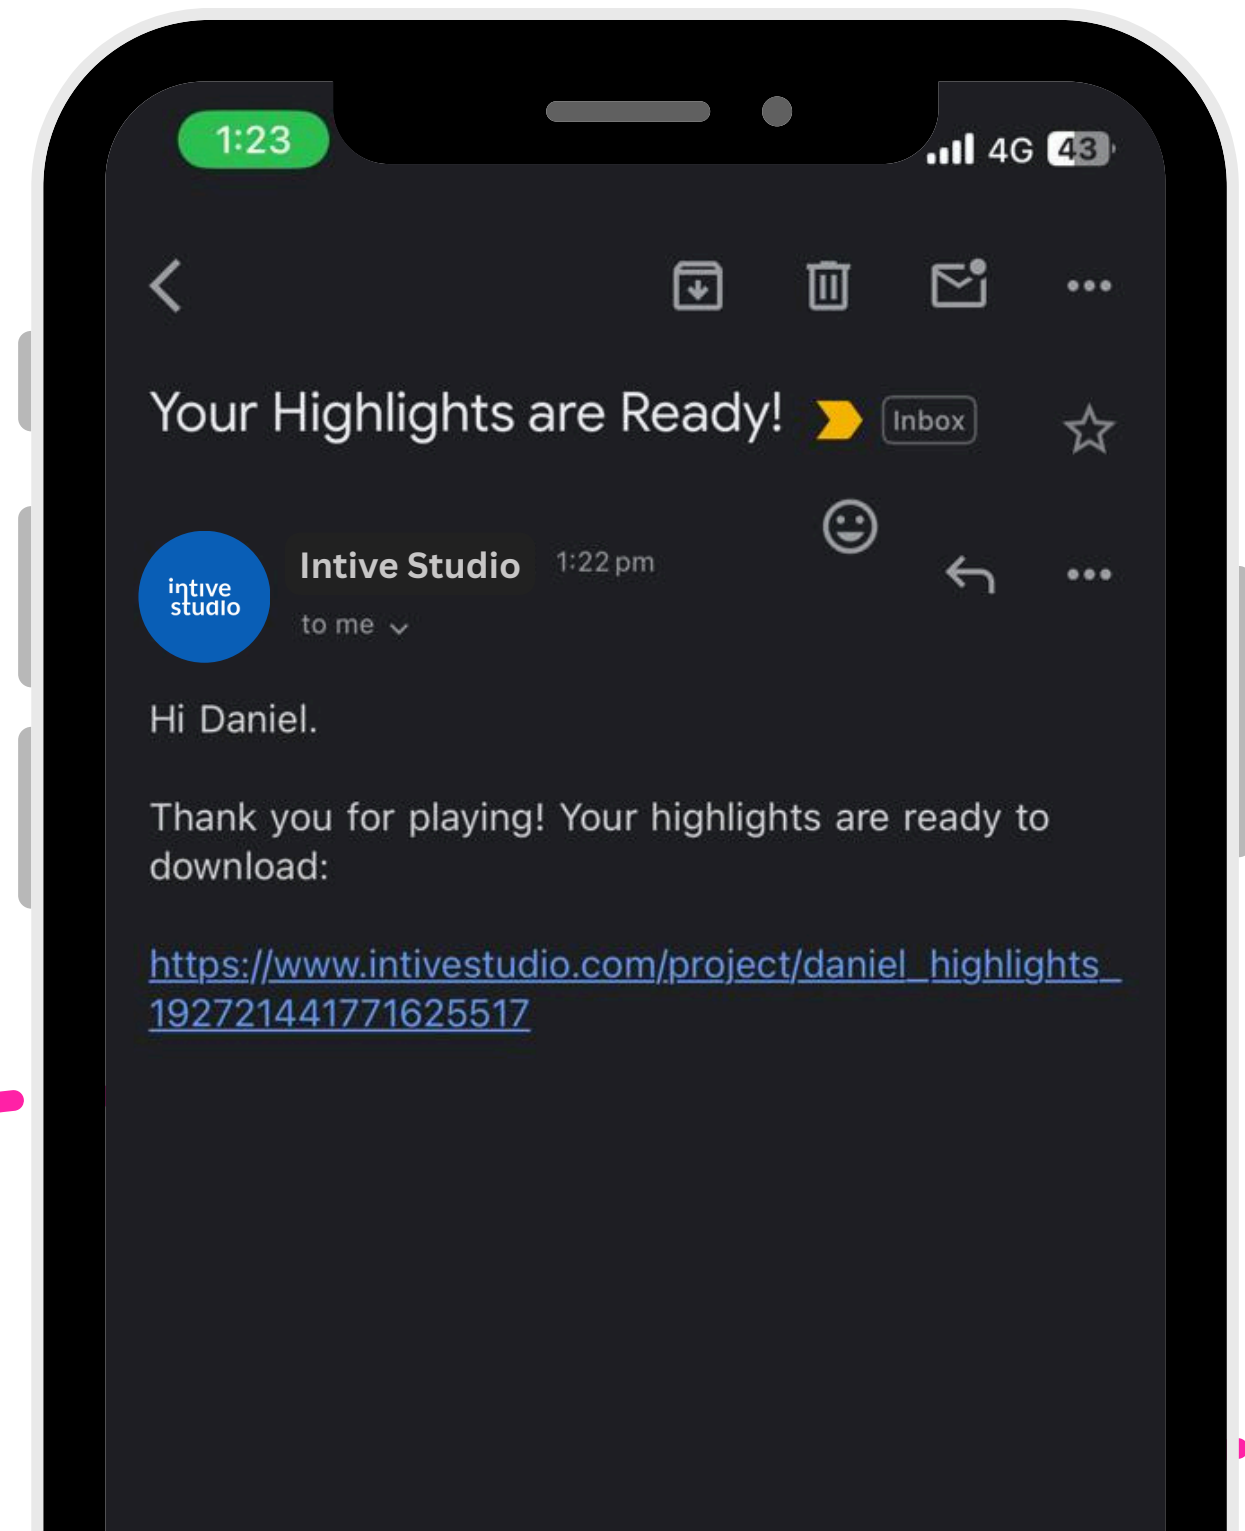 1:23
4G 43
Your Highlights are Ready! Inbox
intive
studio
Intive Studio 1:22 pm
to me
Hi Daniel.
Thank you for playing! Your highlights are ready to
download:
https://www.intivestudio.com/project/daniel_highlights_
192721441771625517